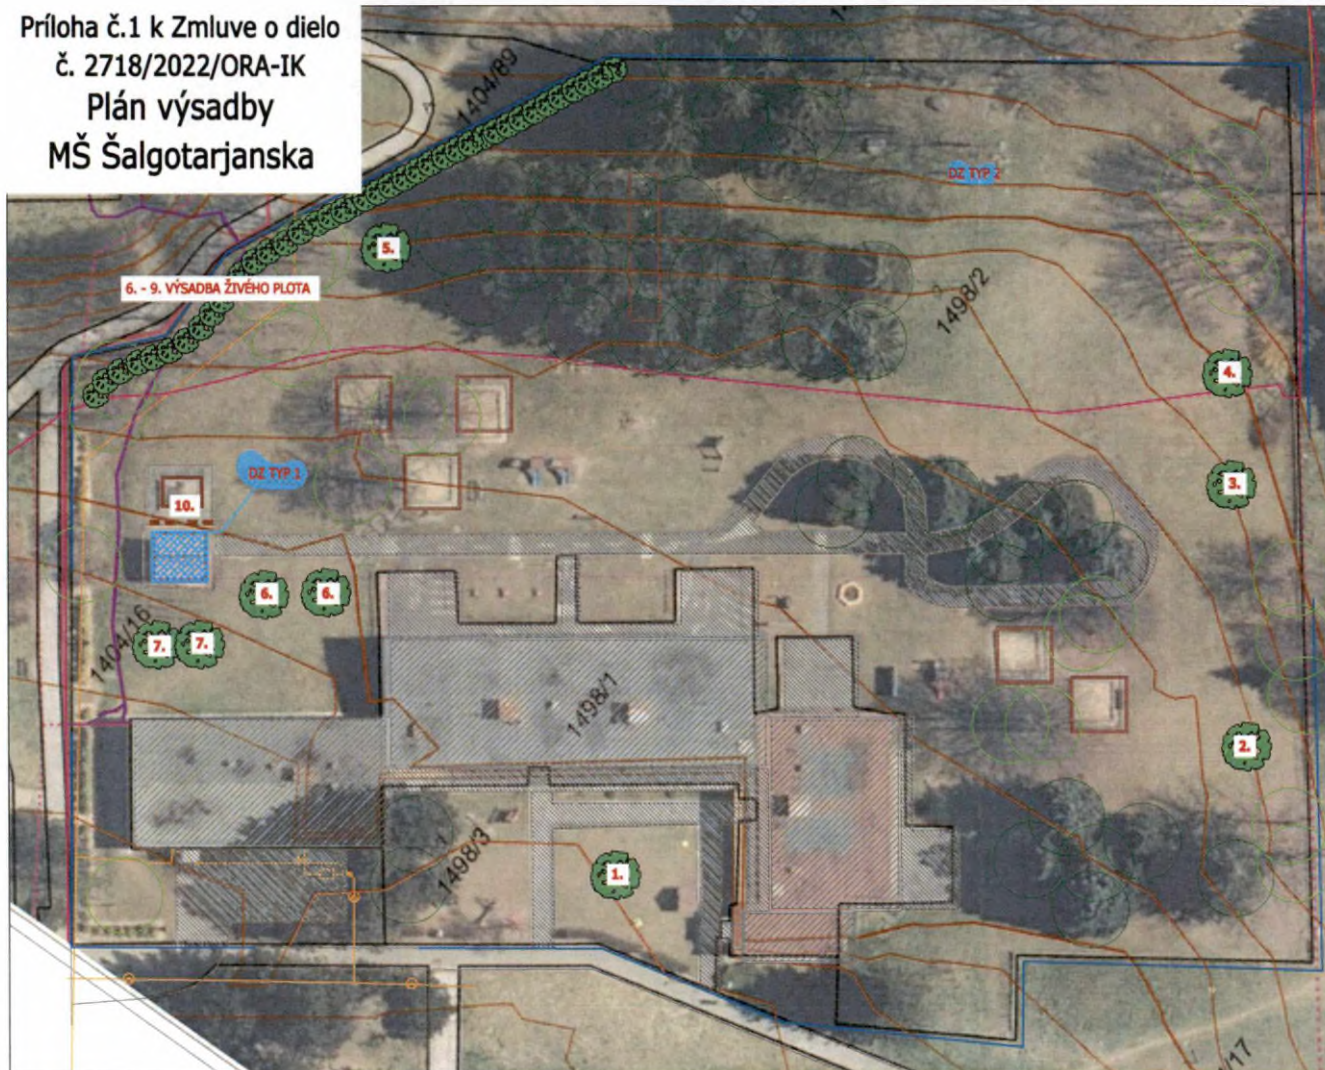 Príloha č.1 k Zmluve o dielo
č. 2718/2022/ORA-IK
Plán výsadby
MŠ Šalgotarjanska
1404/89
DZ TYP 2
5.
6. - 9. VÝSADBA ŽIVÉHO PLOTA
1498/2
4.
DZ TYP 1
3.
10.
6.
6.
7.
7.
1404/16
1498/1
2.
1498/3
1.
/17